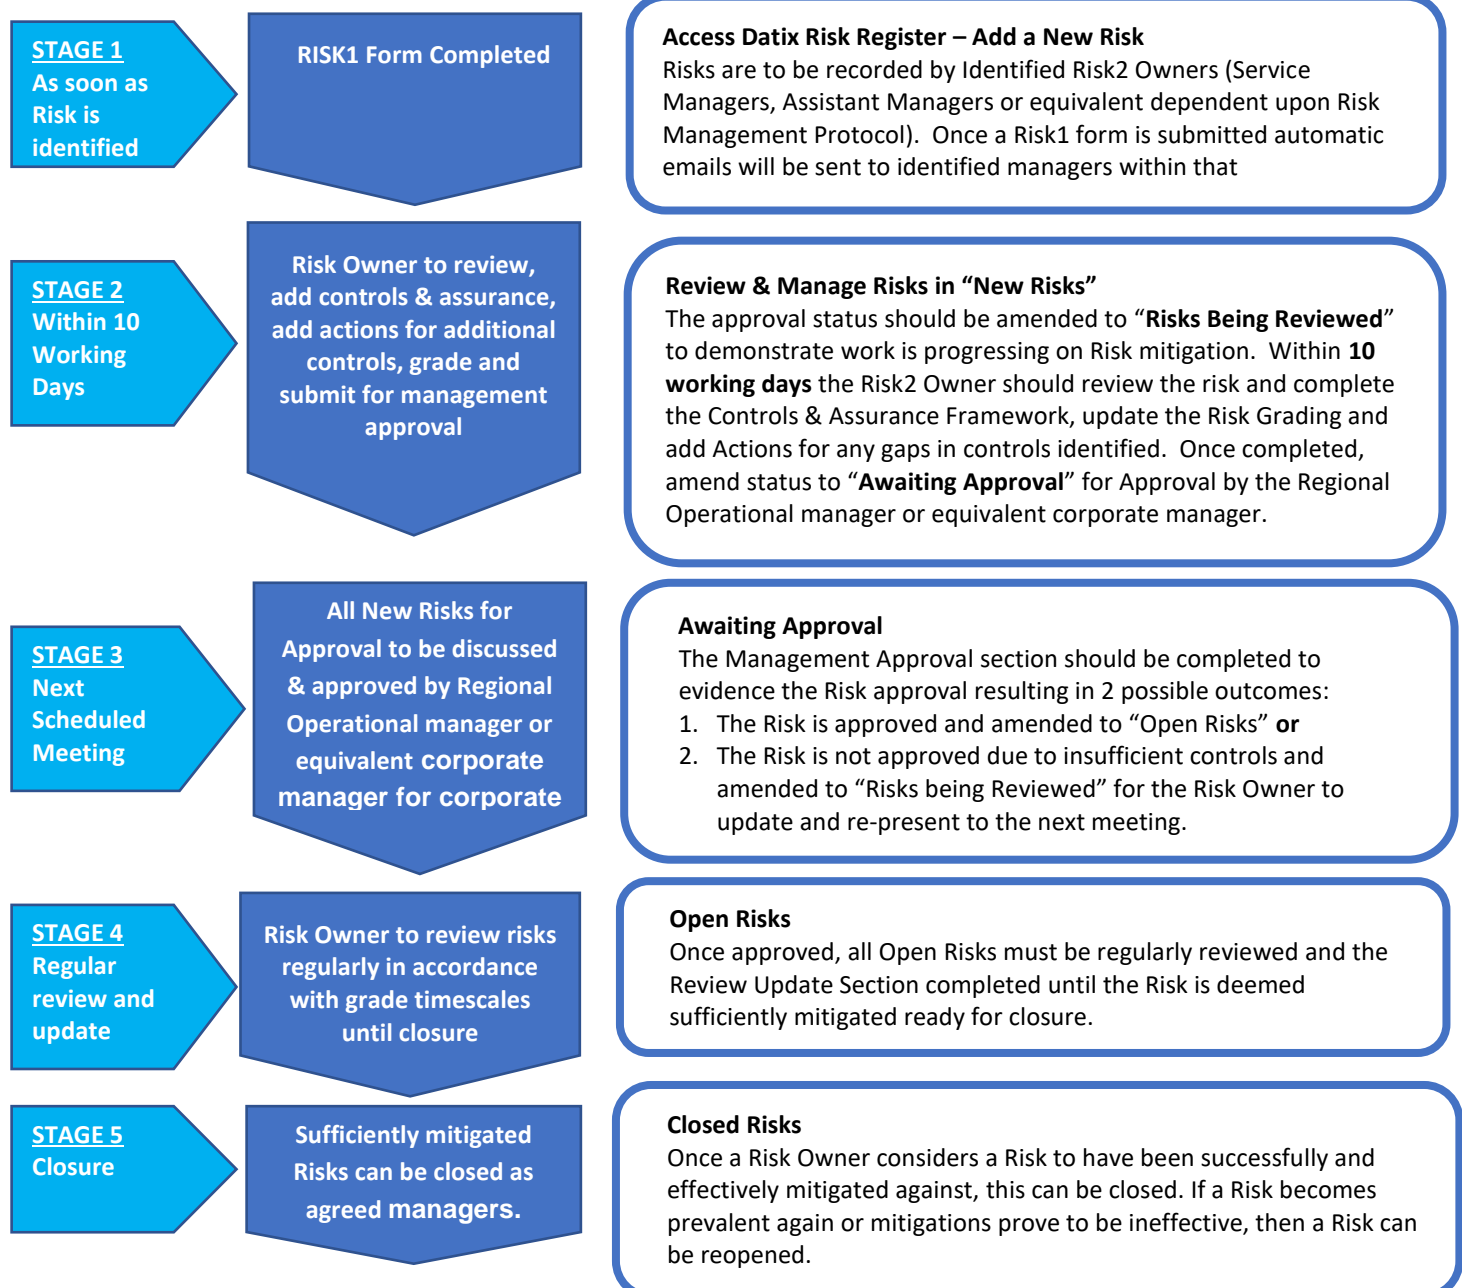 STAGE 1
As soon as
Risk is
identified
RISK1 Form Completed
Access Datix Risk Register – Add a New Risk
Risks are to be recorded by Identified Risk2 Owners (Service
Managers, Assistant Managers or equivalent dependent upon Risk
Management Protocol).  Once a Risk1 form is submitted automatic
emails will be sent to identified managers within that
STAGE 2
Within 10
Working
Days
Risk Owner to review,
add controls & assurance,
add actions for additional
controls, grade and
submit for management
approval
Review & Manage Risks in “New Risks”
The approval status should be amended to “Risks Being Reviewed”
to demonstrate work is progressing on Risk mitigation.  Within 10
working days the Risk2 Owner should review the risk and complete
the Controls & Assurance Framework, update the Risk Grading and
add Actions for any gaps in controls identified.  Once completed,
amend status to “Awaiting Approval” for Approval by the Regional
Operational manager or equivalent corporate manager.
STAGE 3
Next
Scheduled
Meeting
All New Risks for
Approval to be discussed
& approved by Regional
Operational manager or
equivalent corporate
manager for corporate
Awaiting Approval
The Management Approval section should be completed to
evidence the Risk approval resulting in 2 possible outcomes:
1. The Risk is approved and amended to “Open Risks” or
2. The Risk is not approved due to insufficient controls and
amended to “Risks being Reviewed” for the Risk Owner to
update and re-present to the next meeting.
STAGE 4
Regular
review and
update
Risk Owner to review risks
regularly in accordance
with grade timescales
until closure
Open Risks
Once approved, all Open Risks must be regularly reviewed and the
Review Update Section completed until the Risk is deemed
sufficiently mitigated ready for closure.
STAGE 5
Closure
Sufficiently mitigated
Risks can be closed as
agreed managers.
Closed Risks
Once a Risk Owner considers a Risk to have been successfully and
effectively mitigated against, this can be closed. If a Risk becomes
prevalent again or mitigations prove to be ineffective, then a Risk can
be reopened.